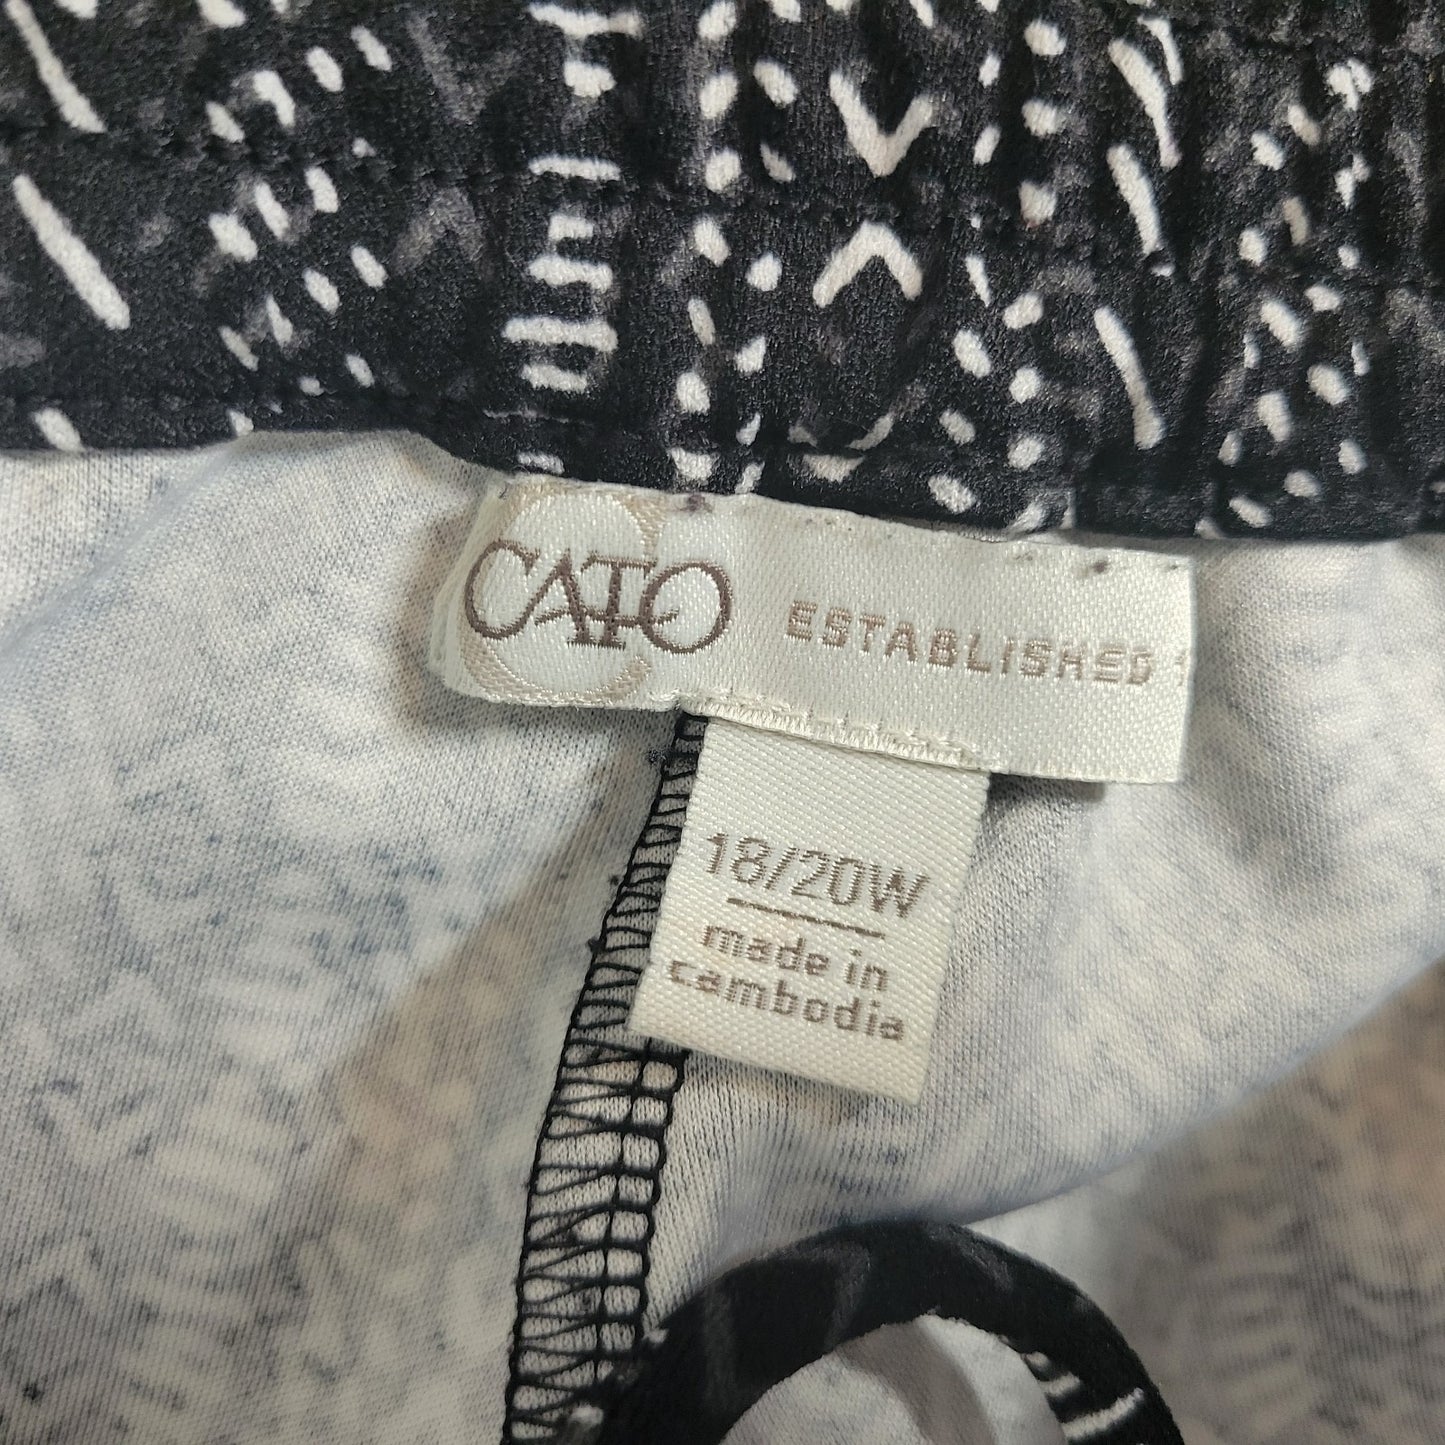 CATO ESTABLISHED
18/20W
made in
cambodia